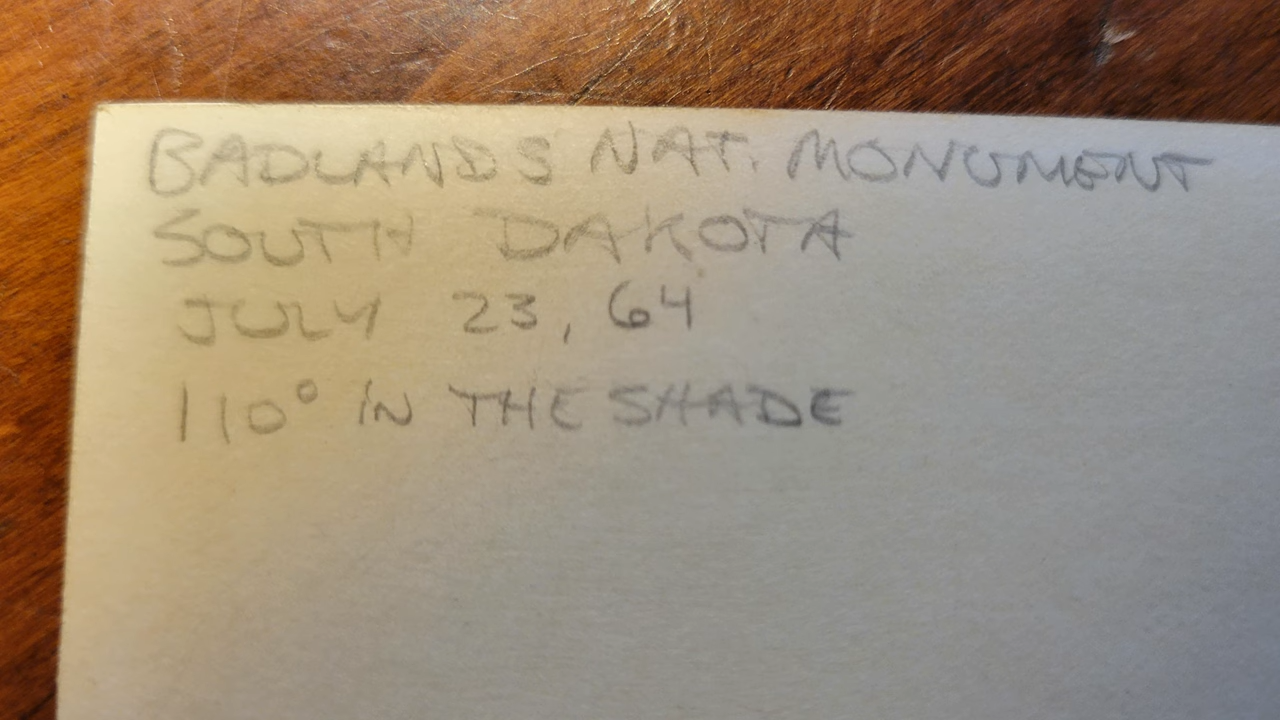 BADLANDS NAT. MONUMENT
SOUTH DAKOTA
JULY 23, 64
110° IN THE SHADE